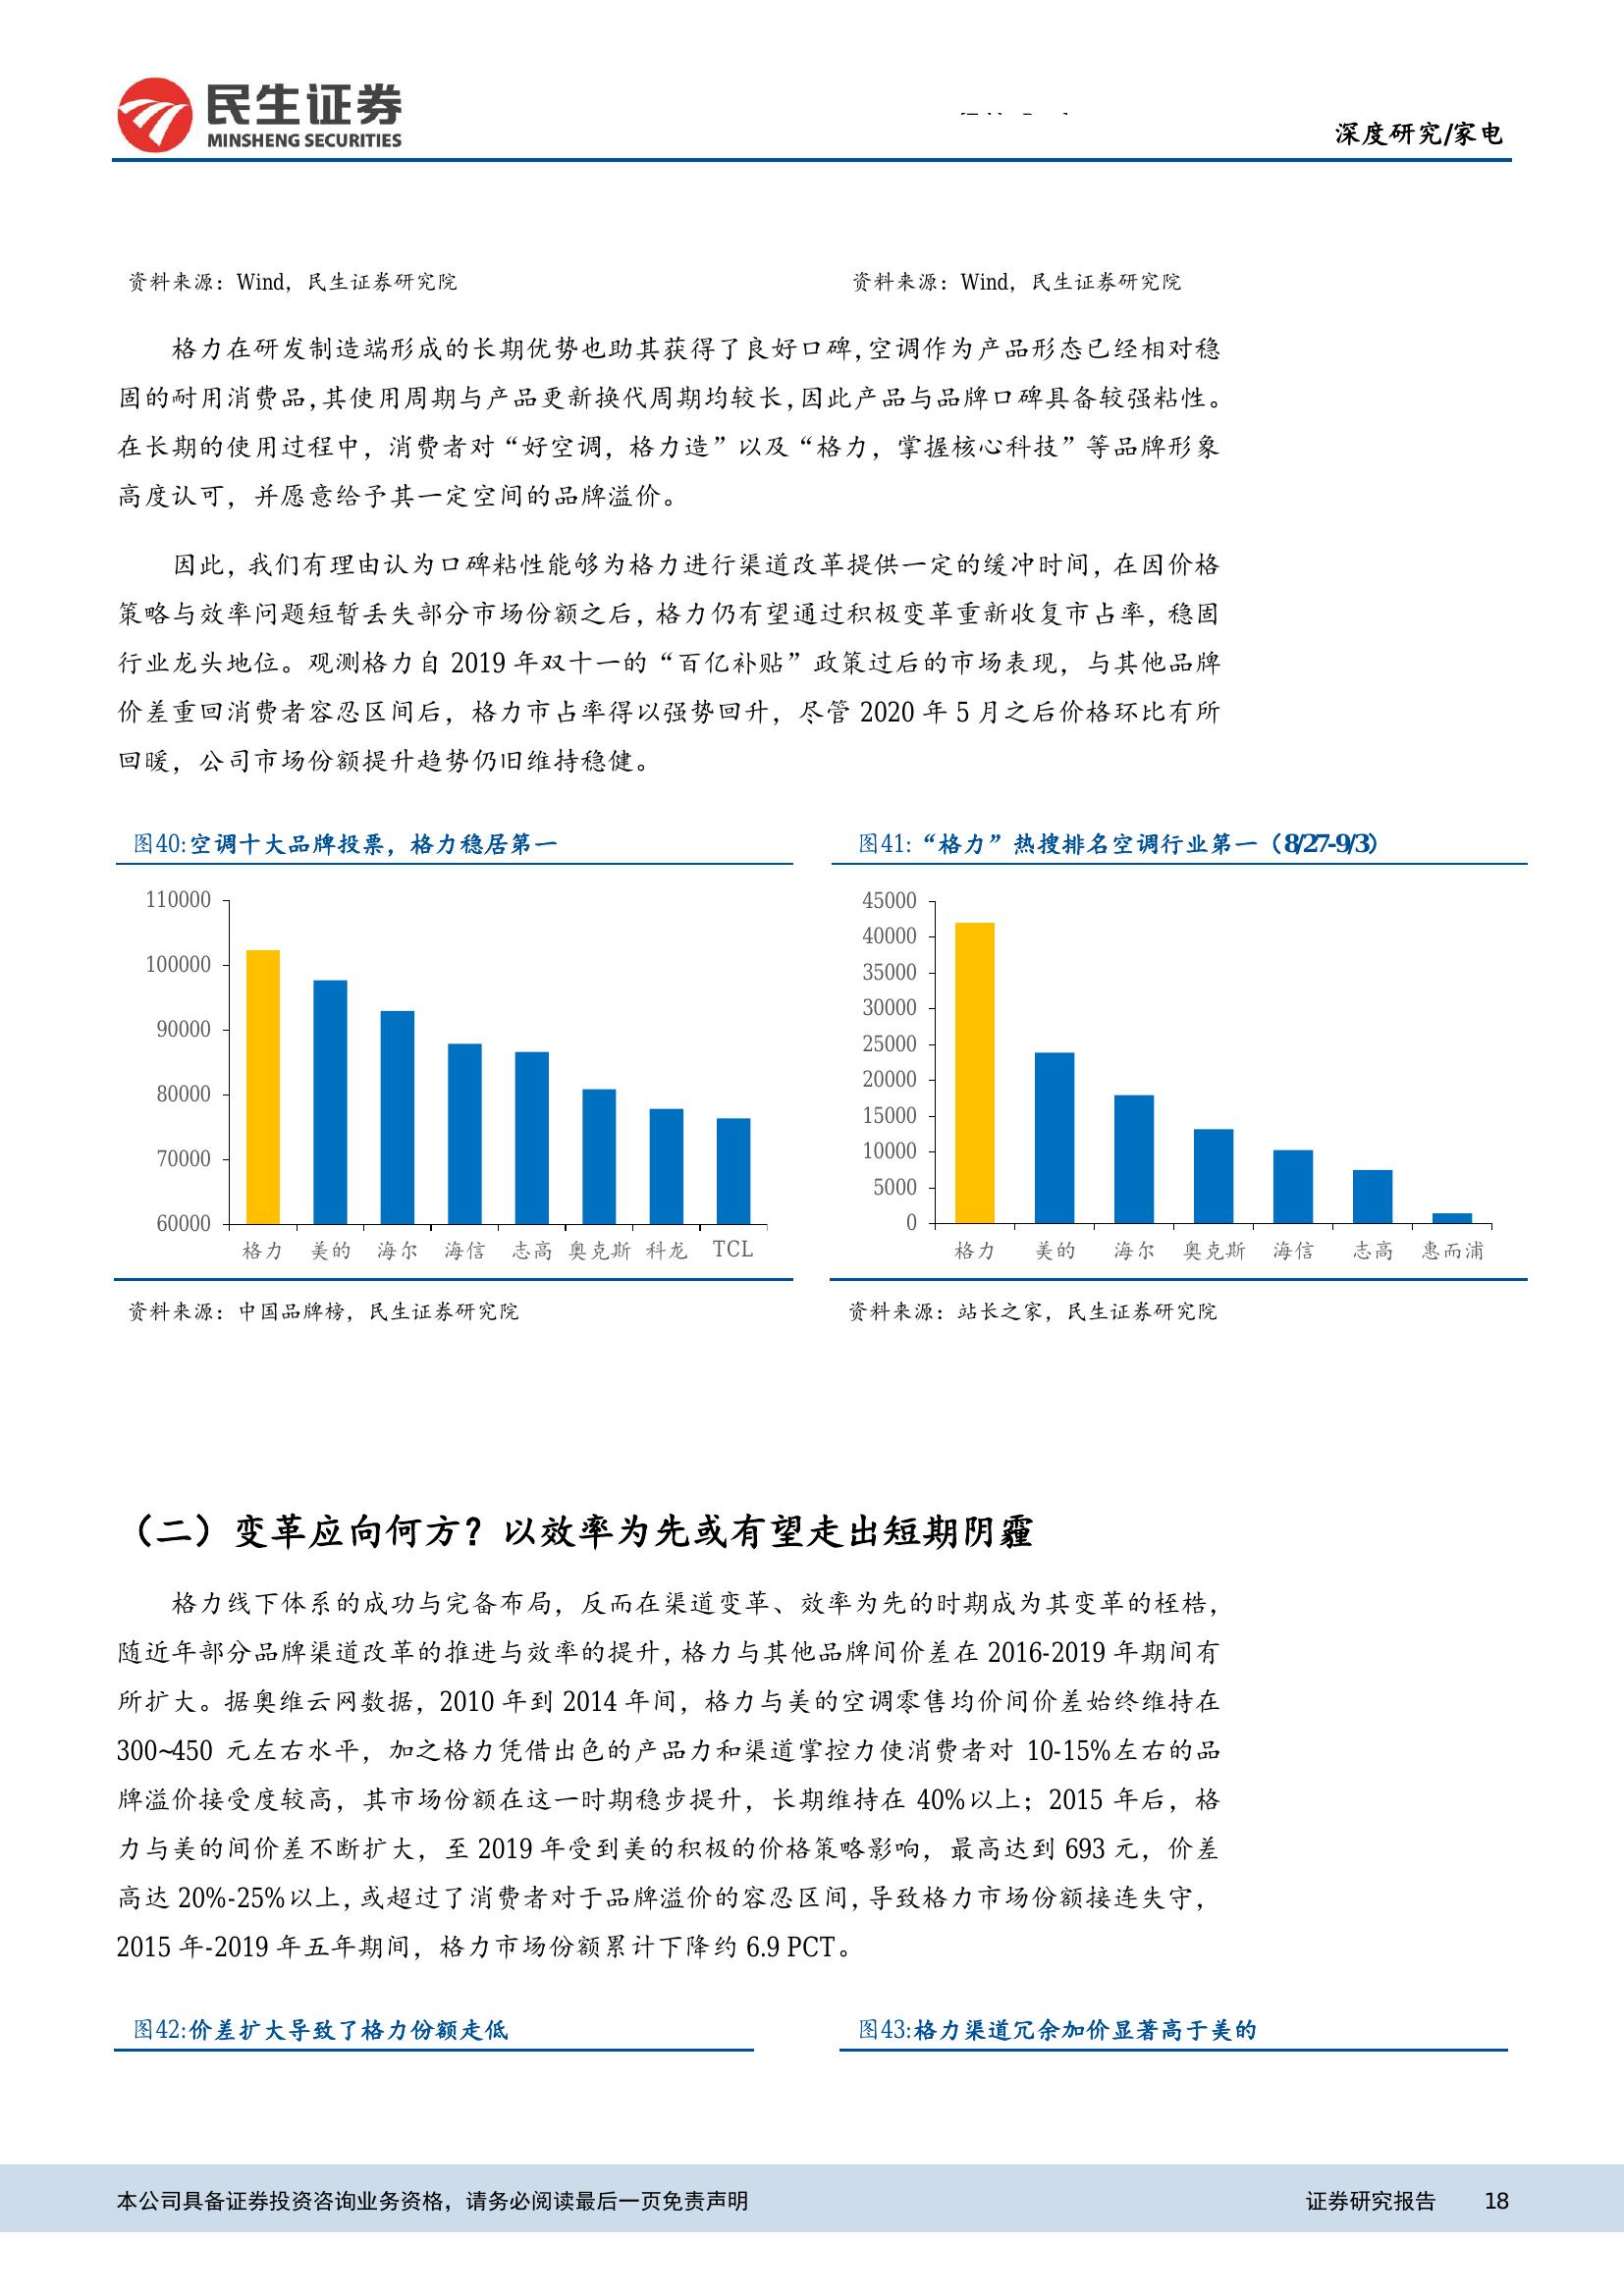 民生证券
MINSHENG SECURITIES
深度研究/家电
资料来源：Wind，民生证券研究院
资料来源：Wind，民生证券研究院
格力在研发制造端形成的长期优势也助其获得了良好口碑,空调作为产品形态已经相对稳
固的耐用消费品,其使用周期与产品更新换代周期均较长,因此产品与品牌口碑具备较强粘性。
在长期的使用过程中，消费者对“好空调，格力造”以及“格力，掌握核心科技”等品牌形象
高度认可，并愿意给予其一定空间的品牌溢价。
因此，我们有理由认为口碑粘性能够为格力进行渠道改革提供一定的缓冲时间，在因价格
策略与效率问题短暂丢失部分市场份额之后，格力仍有望通过积极变革重新收复市占率，稳固
行业龙头地位。观测格力自 2019 年双十一的“百亿补贴”政策过后的市场表现，与其他品牌
价差重回消费者容忍区间后，格力市占率得以强势回升，尽管 2020 年 5 月之后价格环比有所
回暖，公司市场份额提升趋势仍旧维持稳健。
图40:空调十大品牌投票，格力稳居第一
110000
100000
90000
80000
70000
60000
格力 美的 海尔 海信 志高 奥克斯 科龙 TCL
资料来源：中国品牌榜，民生证券研究院
图41:“格力”热搜排名空调行业第一（8/27-9/3）
45000
40000
35000
30000
25000
20000
15000
10000
5000
0
格力 美的 海尔 奥克斯 海信 志高 惠而浦
资料来源：站长之家，民生证券研究院
（二）变革应向何方？以效率为先或有望走出短期阴霾
格力线下体系的成功与完备布局，反而在渠道变革、效率为先的时期成为其变革的桎梏，
随近年部分品牌渠道改革的推进与效率的提升，格力与其他品牌间价差在 2016-2019 年期间有
所扩大。据奥维云网数据，2010 年到 2014 年间，格力与美的空调零售均价间价差始终维持在
300~450 元左右水平，加之格力凭借出色的产品力和渠道掌控力使消费者对 10-15%左右的品
牌溢价接受度较高，其市场份额在这一时期稳步提升，长期维持在 40%以上；2015 年后，格
力与美的间价差不断扩大，至 2019 年受到美的积极的价格策略影响，最高达到 693 元，价差
高达 20%-25%以上，或超过了消费者对于品牌溢价的容忍区间，导致格力市场份额接连失守，
2015 年-2019 年五年期间，格力市场份额累计下降约 6.9 PCT。
图42:价差扩大导致了格力份额走低
图43:格力渠道冗余加价显著高于美的
本公司具备证券投资咨询业务资格，请务必阅读最后一页免责声明
证券研究报告 18